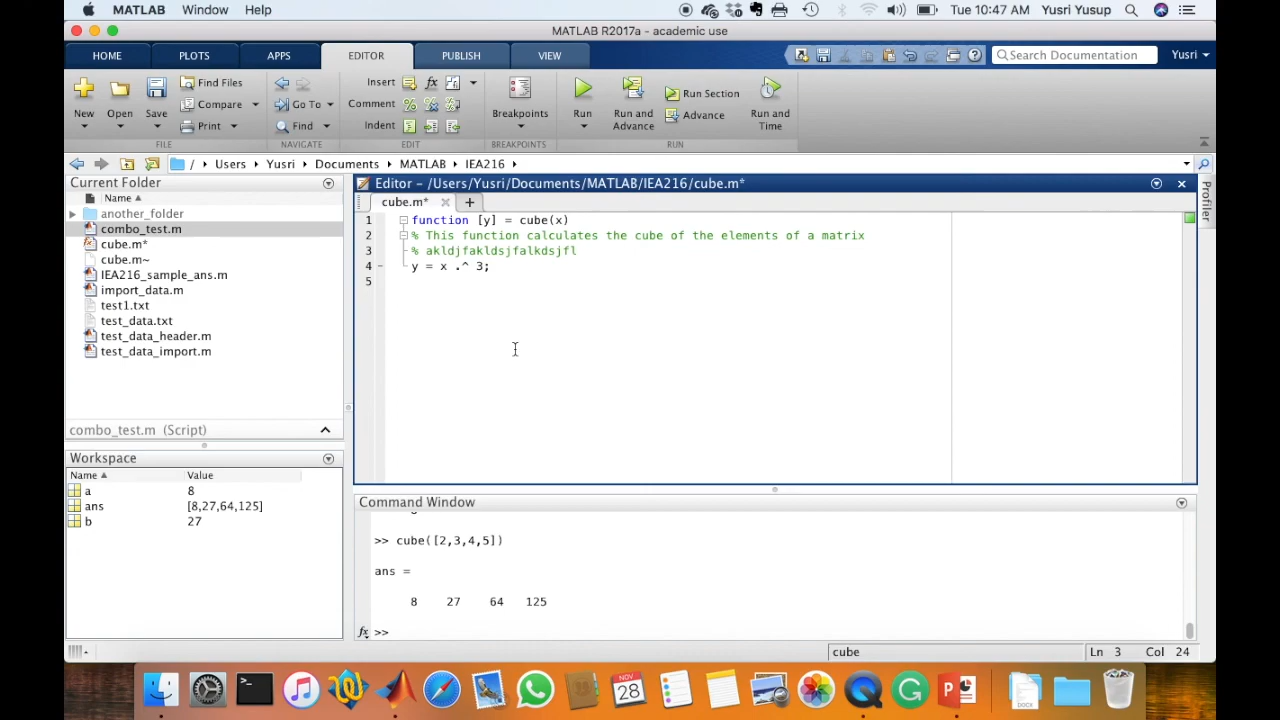 MATLAB Window Help Tue 10:47 AM Yusri Yusup
MATLAB R2017a - academic use
HOME PLOTS APPS EDITOR PUBLISH VIEW Search Documentation Yusri
New Open Save Find Files Compare Print
FILE
Go To Find
NAVIGATE
Insert fx
Comment
Indent
EDIT
Breakpoints
BREAKPOINTS
Run Run and Advance Run Section Advance Run and Time
RUN
/ Users Yusri Documents MATLAB IEA216
Current Folder
Name
another_folder
combo_test.m
cube.m*
cube.m~
IEA216_sample_ans.m
import_data.m
test1.txt
test_data.txt
test_data_header.m
test_data_import.m
combo_test.m (Script)
Workspace
Name Value
a 8
ans [8,27,64,125]
b 27
Editor - /Users/Yusri/Documents/MATLAB/IEA216/cube.m*
cube.m* +
1 function [y] = cube(x)
2 % This function calculates the cube of the elements of a matrix
3 % akldjfakldsjfalkdsjfl
4 - y = x .^ 3;
5
Profiler
Command Window
>> cube([2,3,4,5])
ans =
8 27 64 125
fx >>
cube Ln 3 Col 24
NOV
28
DOCX